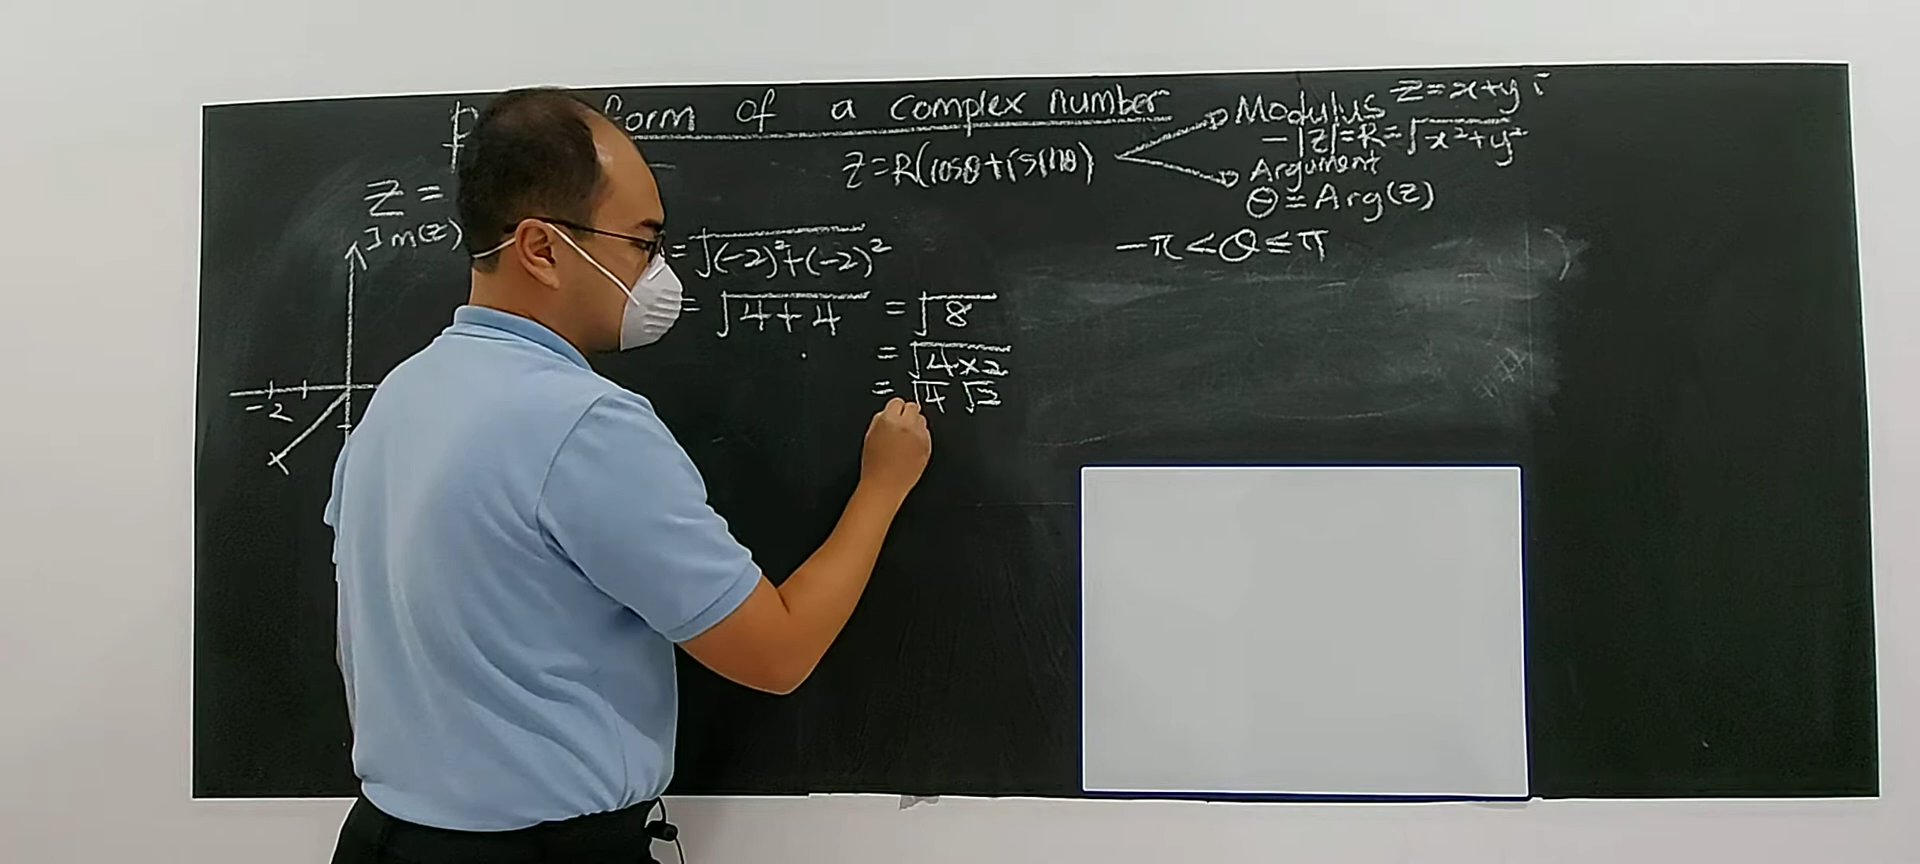 form of a complex number
Modulus z=x+yi
-|z|=R=√x²+y²
z=R(cosθ+isinθ)
Argument
θ=Arg(z)
-π<θ≤π
z=
Im(z)
-2
=√(-2)²+(-2)²
=√4+4 =√8
=√4×2
=√4 √2